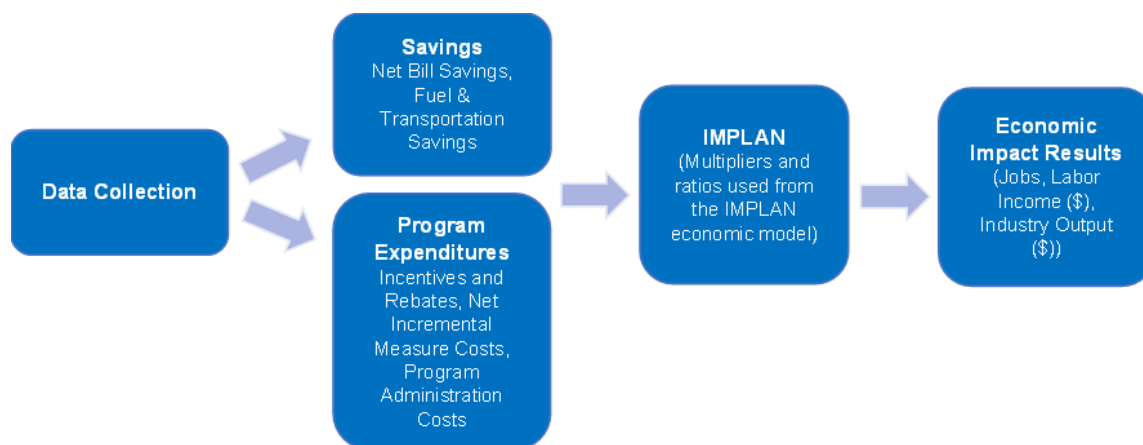 Data Collection
Savings
Net Bill Savings,
Fuel &
Transportation
Savings
Program
Expenditures
Incentives and
Rebates, Net
Incremental
Measure Costs,
Program
Administration
Costs
IMPLAN
(Multipliers and
ratios used from
the IMPLAN
economic model)
Economic
Impact Results
(Jobs, Labor
Income ($),
Industry Output
($))